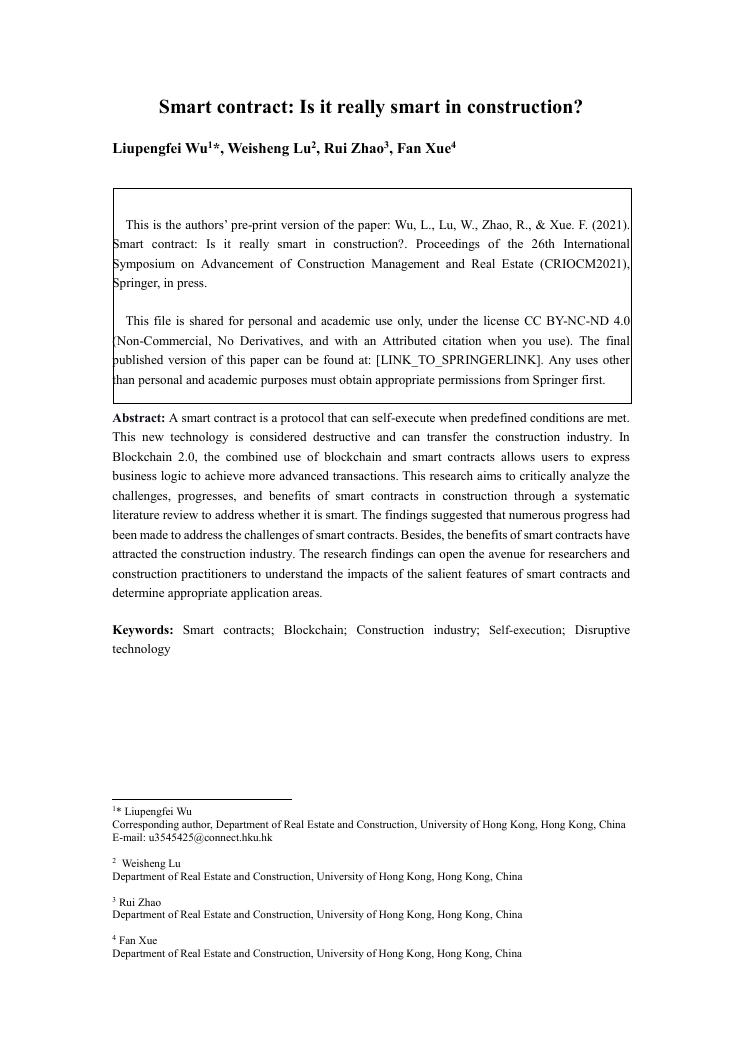 Smart contract: Is it really smart in construction?
Liupengfei Wu1*, Weisheng Lu2, Rui Zhao3, Fan Xue4
This is the authors’ pre-print version of the paper: Wu, L., Lu, W., Zhao, R., & Xue. F. (2021).
Smart contract: Is it really smart in construction?. Proceedings of the 26th International
Symposium on Advancement of Construction Management and Real Estate (CRIOCM2021),
Springer, in press.
This file is shared for personal and academic use only, under the license CC BY-NC-ND 4.0
(Non-Commercial, No Derivatives, and with an Attributed citation when you use). The final
published version of this paper can be found at: [LINK_TO_SPRINGERLINK]. Any uses other
than personal and academic purposes must obtain appropriate permissions from Springer first.
Abstract: A smart contract is a protocol that can self-execute when predefined conditions are met.
This new technology is considered destructive and can transfer the construction industry. In
Blockchain 2.0, the combined use of blockchain and smart contracts allows users to express
business logic to achieve more advanced transactions. This research aims to critically analyze the
challenges, progresses, and benefits of smart contracts in construction through a systematic
literature review to address whether it is smart. The findings suggested that numerous progress had
been made to address the challenges of smart contracts. Besides, the benefits of smart contracts have
attracted the construction industry. The research findings can open the avenue for researchers and
construction practitioners to understand the impacts of the salient features of smart contracts and
determine appropriate application areas.
Keywords: Smart contracts; Blockchain; Construction industry; Self-execution; Disruptive
technology
1* Liupengfei Wu
Corresponding author, Department of Real Estate and Construction, University of Hong Kong, Hong Kong, China
E-mail: u3545425@connect.hku.hk
2 Weisheng Lu
Department of Real Estate and Construction, University of Hong Kong, Hong Kong, China
3 Rui Zhao
Department of Real Estate and Construction, University of Hong Kong, Hong Kong, China
4 Fan Xue
Department of Real Estate and Construction, University of Hong Kong, Hong Kong, China